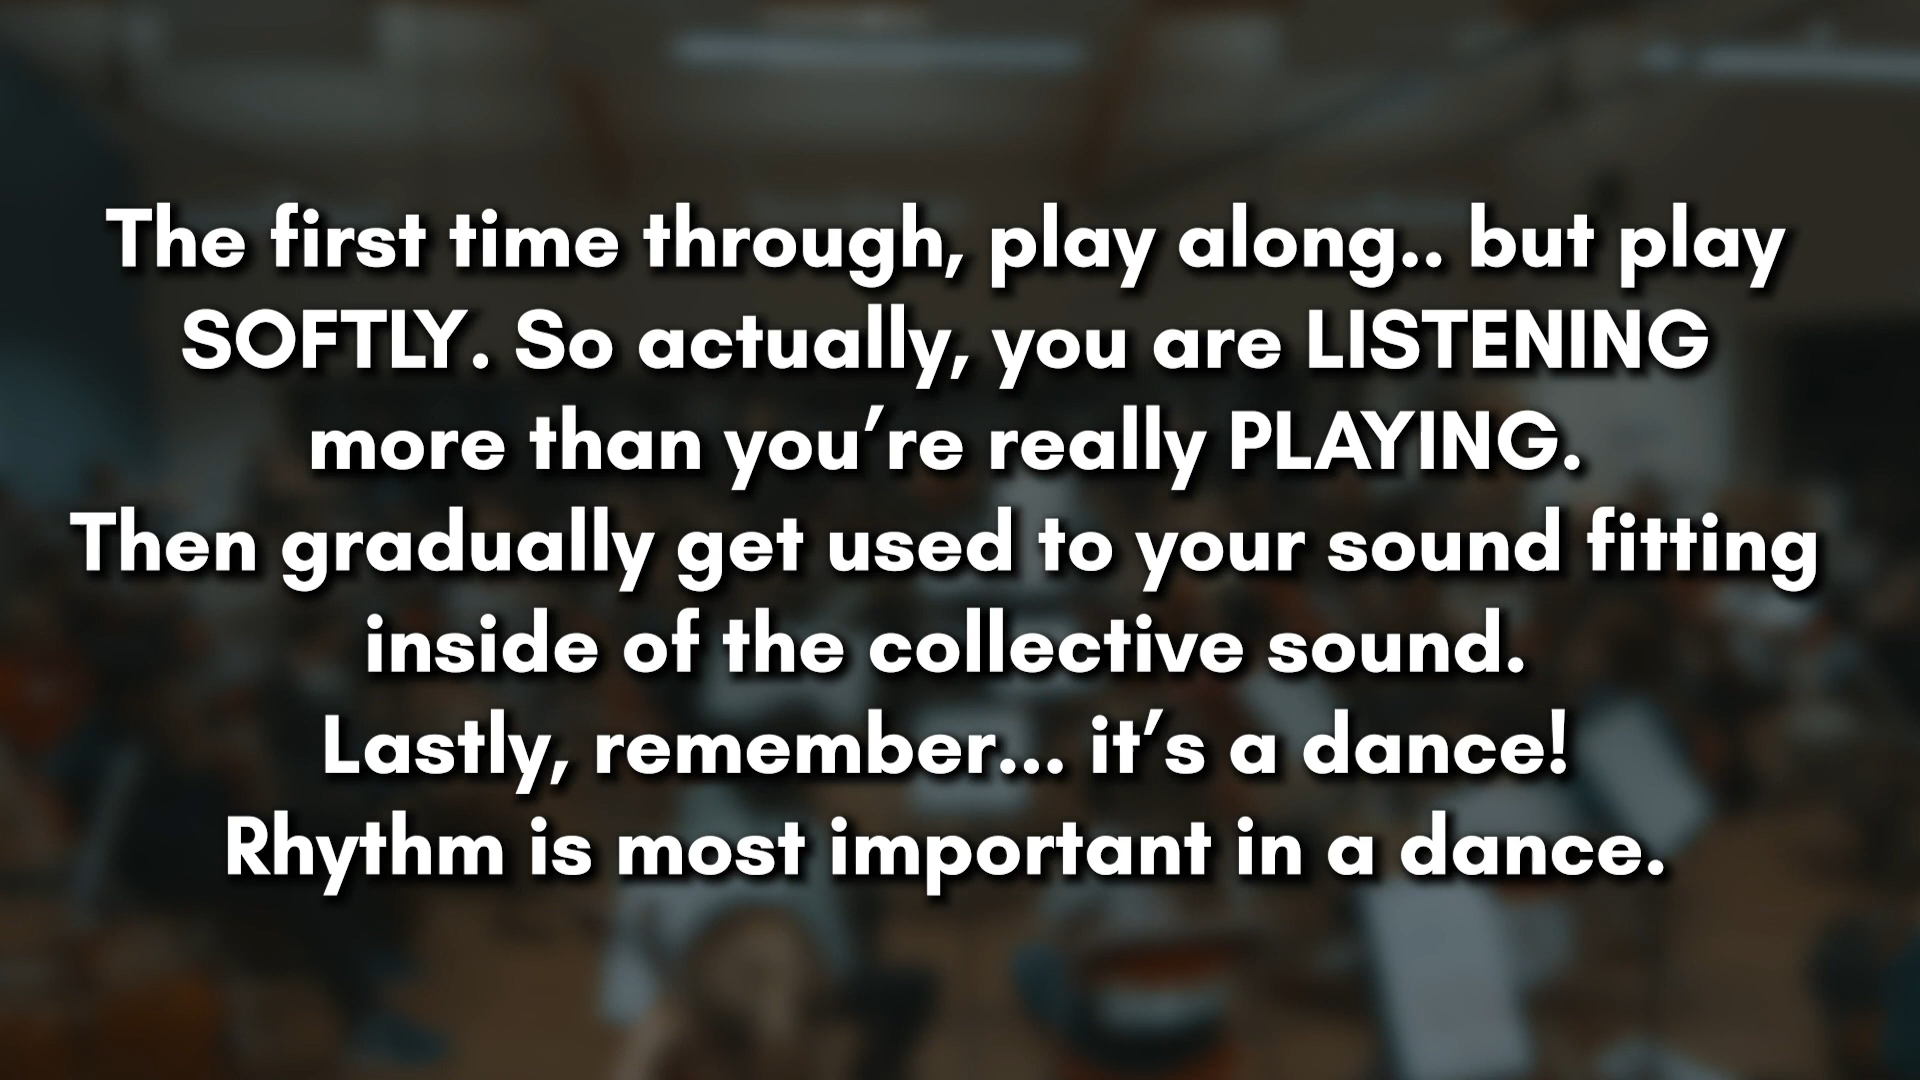 The first time through, play along.. but play
SOFTLY. So actually, you are LISTENING
more than you’re really PLAYING.
Then gradually get used to your sound fitting
inside of the collective sound.
Lastly, remember... it’s a dance!
Rhythm is most important in a dance.